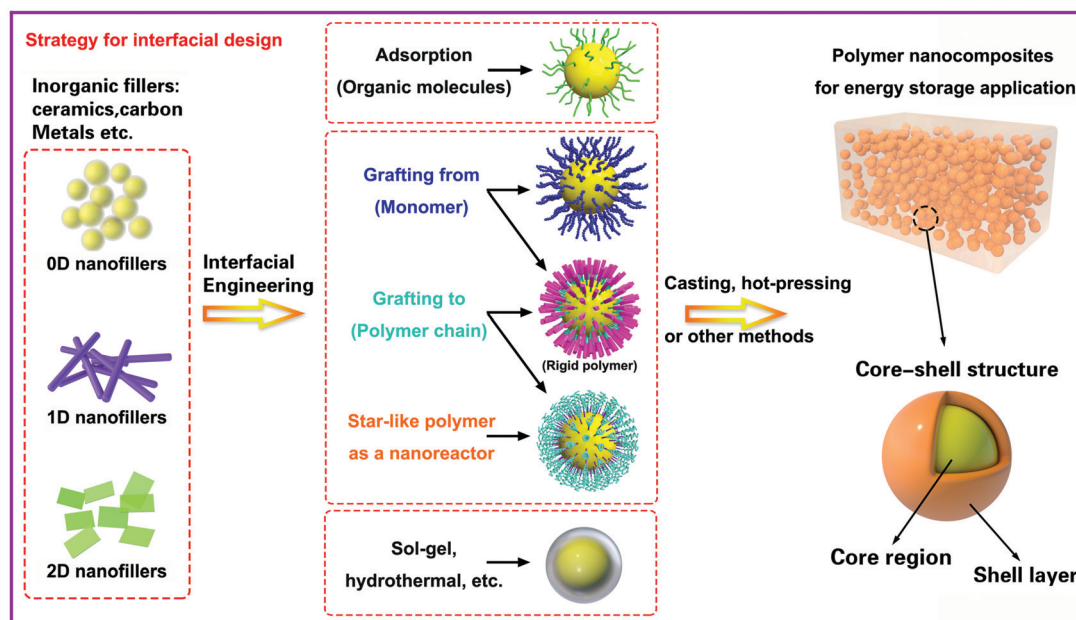 Strategy for interfacial design
Inorganic fillers:
ceramics,carbon
Metals etc.
0D nanofillers
1D nanofillers
2D nanofillers
Interfacial
Engineering
Adsorption
(Organic molecules)
Grafting from
(Monomer)
Grafting to
(Polymer chain)
(Rigid polymer)
Star-like polymer
as a nanoreactor
Sol-gel,
hydrothermal, etc.
Casting, hot-pressing
or other methods
Polymer nanocomposites
for energy storage application
Core–shell structure
Core region
Shell layer